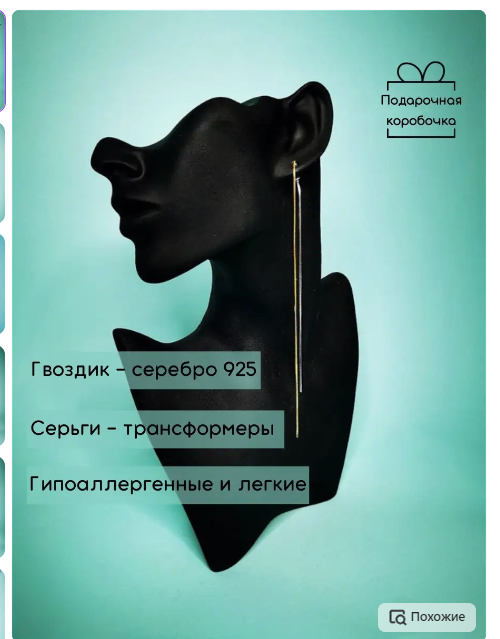 Подарочная
коробочка
Гвоздик - серебро 925
Серьги - трансформеры
Гипоаллергенные и легкие
Похожие